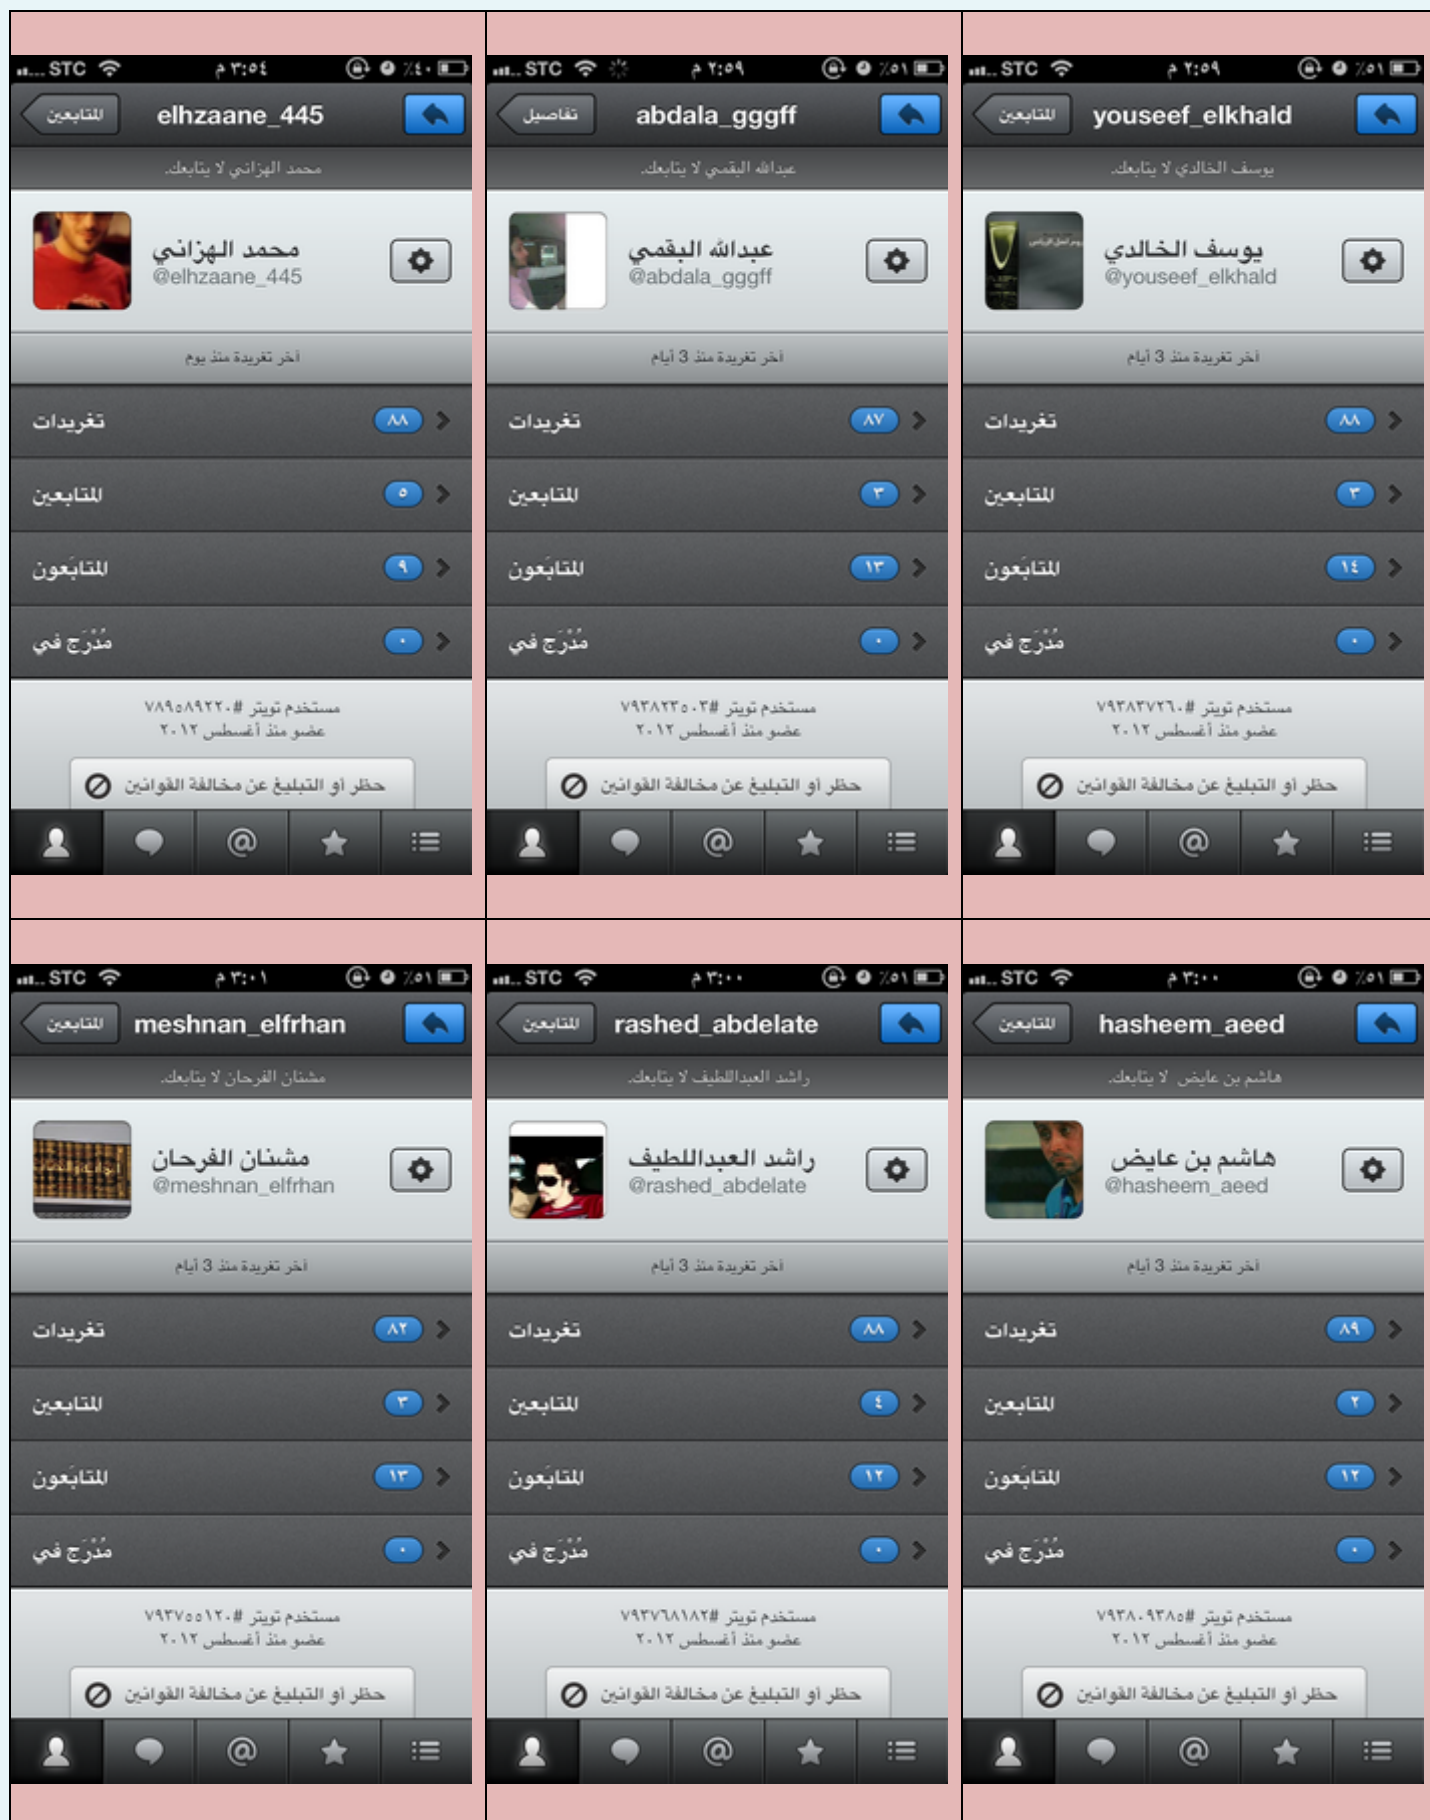 STC ٣:٥٤ م ٪٤٠
المتابعين elhzaane_445
محمد الهزاني لا يتابعك.
محمد الهزاني
@elhzaane_445
آخر تغريدة منذ يوم
تغريدات ٨٨
المتابعين ٥
المتابَعون ٩
مُدْرَج في ٠
مستخدم تويتر #٧٨٩٥٨٩٢٢٠
عضو منذ أغسطس ٢٠١٢
حظر أو التبليغ عن مخالفة القوانين
STC ٢:٥٩ م ٪٥١
تفاصيل abdala_gggff
عبدالله البقمي لا يتابعك.
عبدالله البقمي
@abdala_gggff
آخر تغريدة منذ 3 أيام
تغريدات ٨٧
المتابعين ٣
المتابَعون ١٣
مُدْرَج في ٠
مستخدم تويتر #٧٩٣٨٢٣٥٠٣
عضو منذ أغسطس ٢٠١٢
حظر أو التبليغ عن مخالفة القوانين
STC ٢:٥٩ م ٪٥١
المتابعين youseef_elkhald
يوسف الخالدي لا يتابعك.
يوسف الخالدي
@youseef_elkhald
آخر تغريدة منذ 3 أيام
تغريدات ٨٨
المتابعين ٣
المتابَعون ١٤
مُدْرَج في ٠
مستخدم تويتر #٧٩٣٨٣٧٢٦٠
عضو منذ أغسطس ٢٠١٢
حظر أو التبليغ عن مخالفة القوانين
STC ٣:٠١ م ٪٥١
المتابعين meshnan_elfrhan
مشنان الفرحان لا يتابعك.
مشنان الفرحان
@meshnan_elfrhan
آخر تغريدة منذ 3 أيام
تغريدات ٨٢
المتابعين ٣
المتابَعون ١٣
مُدْرَج في ٠
مستخدم تويتر #٧٩٣٧٥٥١٢٠
عضو منذ أغسطس ٢٠١٢
حظر أو التبليغ عن مخالفة القوانين
STC ٣:٠٠ م ٪٥١
المتابعين rashed_abdelate
راشد العبداللطيف لا يتابعك.
راشد العبداللطيف
@rashed_abdelate
آخر تغريدة منذ 3 أيام
تغريدات ٨٨
المتابعين ٤
المتابَعون ١٢
مُدْرَج في ٠
مستخدم تويتر #٧٩٣٧٦٨١٨٢
عضو منذ أغسطس ٢٠١٢
حظر أو التبليغ عن مخالفة القوانين
STC ٣:٠٠ م ٪٥١
المتابعين hasheem_aeed
هاشم بن عايض لا يتابعك.
هاشم بن عايض
@hasheem_aeed
آخر تغريدة منذ 3 أيام
تغريدات ٨٩
المتابعين ٢
المتابَعون ١٢
مُدْرَج في ٠
مستخدم تويتر #٧٩٣٨٠٩٣٨٥
عضو منذ أغسطس ٢٠١٢
حظر أو التبليغ عن مخالفة القوانين